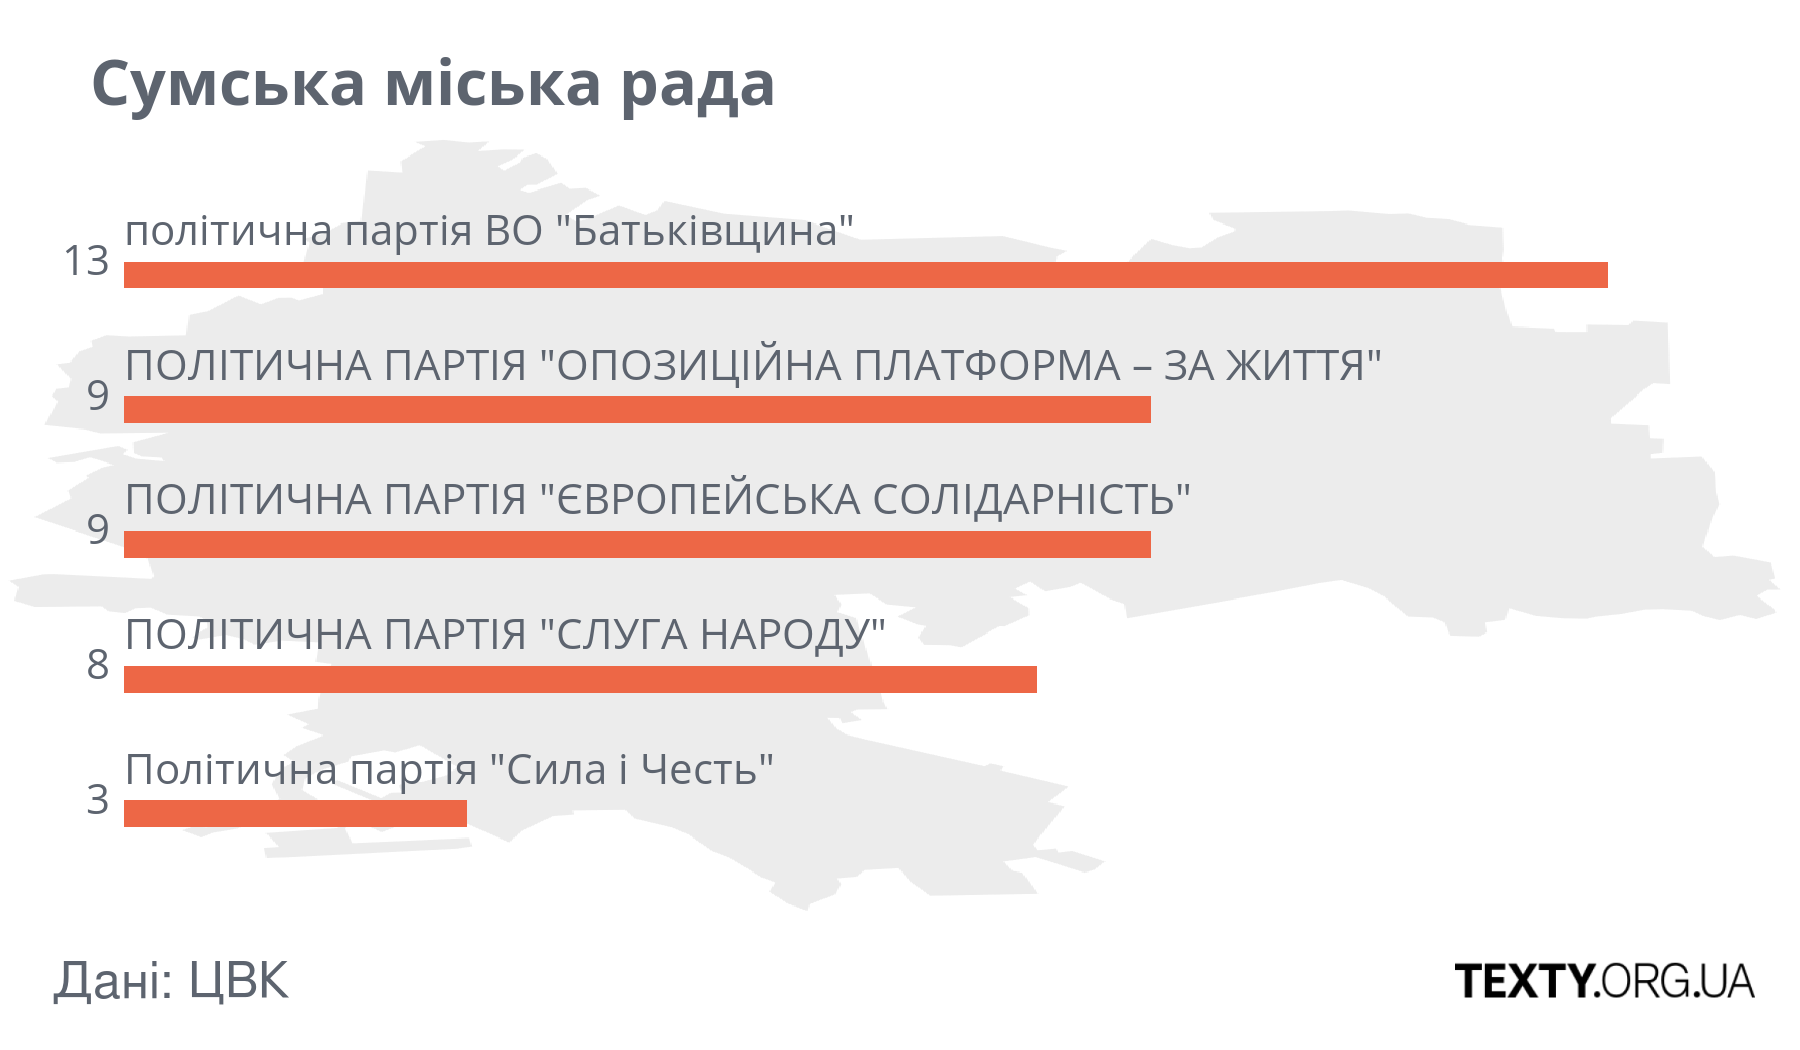 Сумська міська рада
політична партія ВО "Батьківщина"
13
ПОЛІТИЧНА ПАРТІЯ "ОПОЗИЦІЙНА ПЛАТФОРМА – ЗА ЖИТТЯ"
9
ПОЛІТИЧНА ПАРТІЯ "ЄВРОПЕЙСЬКА СОЛІДАРНІСТЬ"
9
ПОЛІТИЧНА ПАРТІЯ "СЛУГА НАРОДУ"
8
Політична партія "Сила і Честь"
3
Дані: ЦВК
TEXTY.ORG.UA